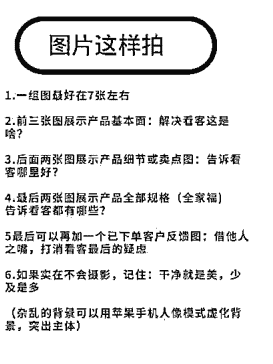 图片这样拍
1.一组图最好在7张左右
2.前三张图展示产品基本面：解决看客这是
啥？
3.后面两张图展示产品细节或卖点图：告诉看
客哪里好？
4.最后两张图展示产品全部规格（全家福)
告诉看客都有哪些？
5最后可以再加一个已下单客户反馈图：借他人
之嘴，打消看客最后的疑虑
6.如果实在不会摄影，记住：干净就是美，少
及是多
（杂乱的背景可以用苹果手机人像模式虚化背
景，突出主体）